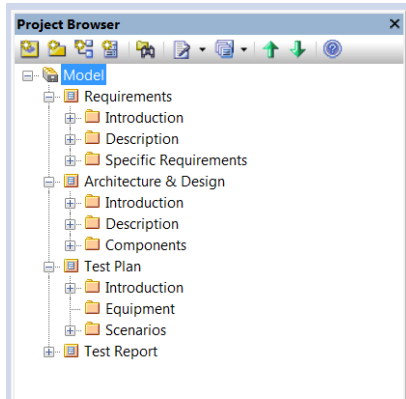 Project Browser
Model
Requirements
Introduction
Description
Specific Requirements
Architecture & Design
Introduction
Description
Components
Test Plan
Introduction
Equipment
Scenarios
Test Report